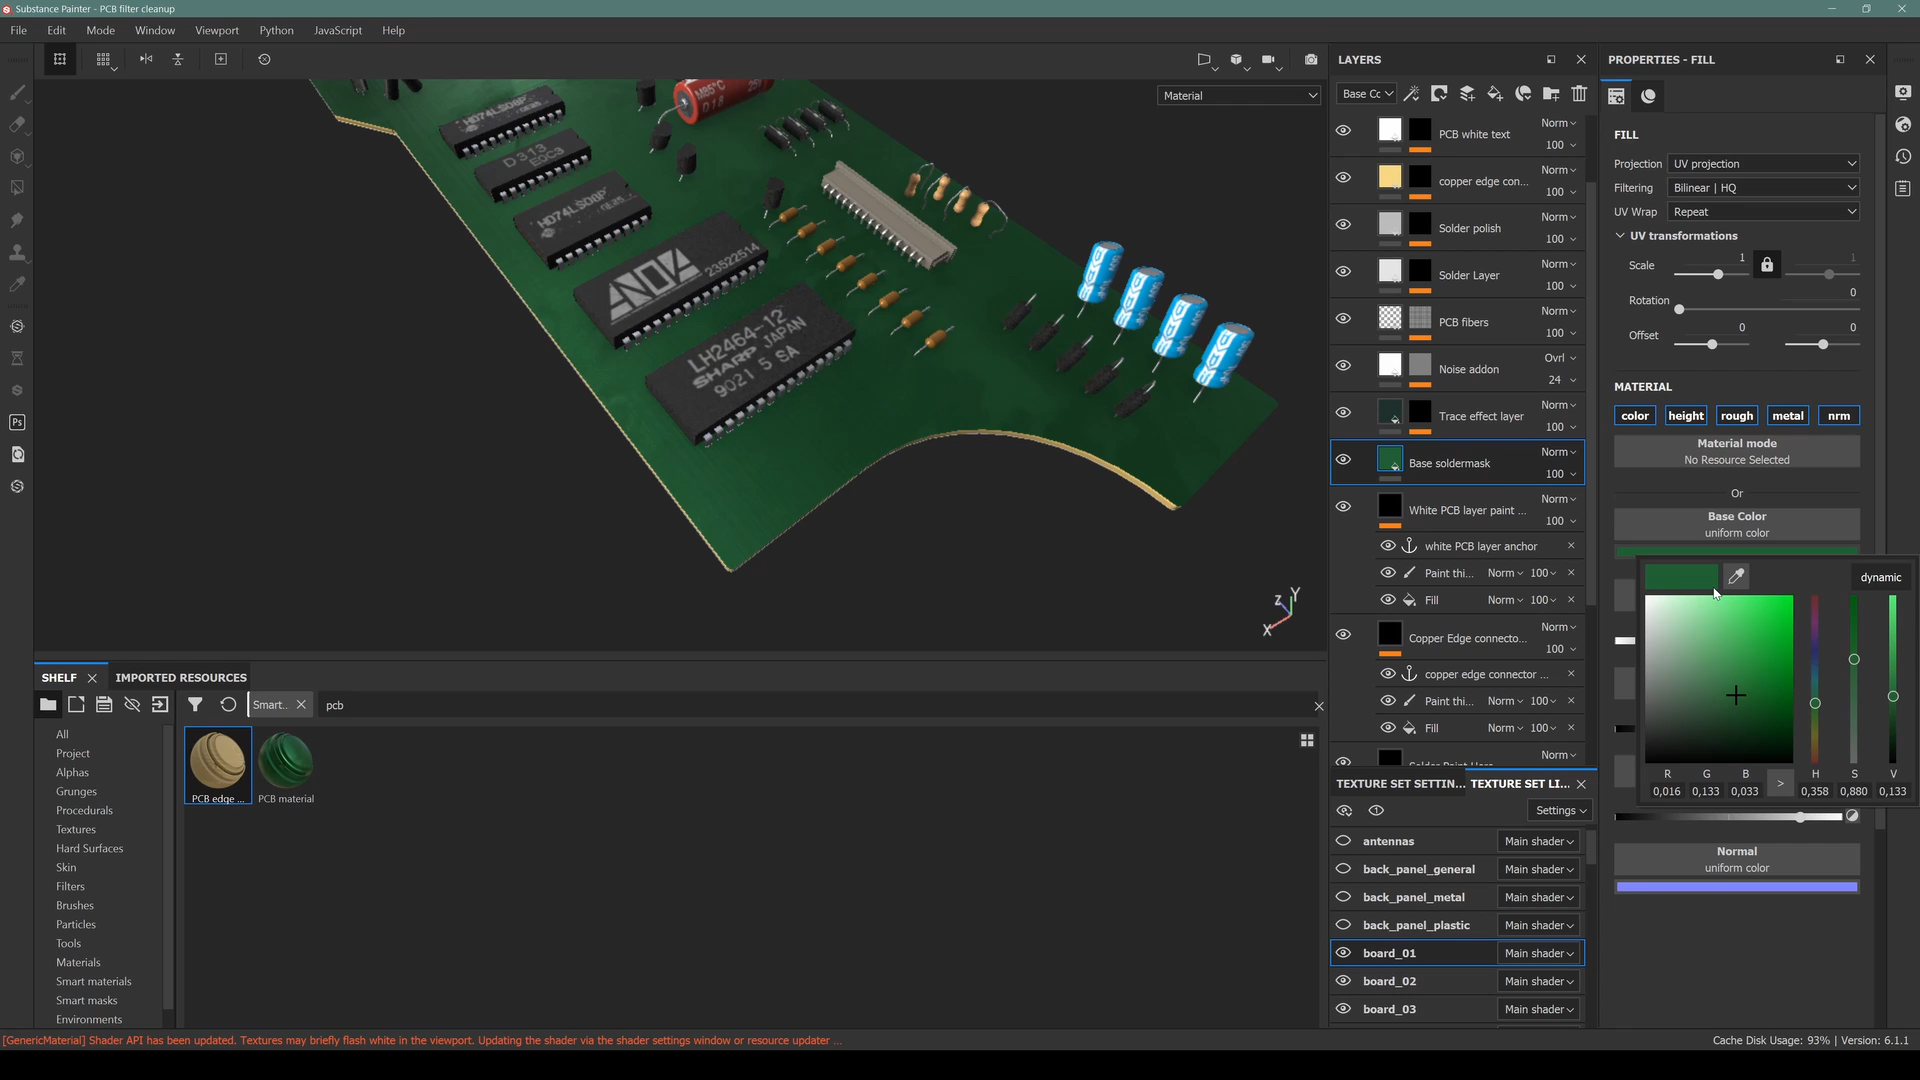 Substance Painter - PCB filter cleanup
File Edit Mode Window Viewport Python JavaScript Help
Material
HD74LS08P
D313
E0C3
HD74LS08P
23522514
LH2464-12
SHARP JAPAN
9021 5 SA
M85°C
D18
X Y Z
LAYERS
Base Cc
PCB white text Norm 100
copper edge con... Norm 100
Solder polish Norm 100
Solder Layer Norm 100
PCB fibers Norm 100
Noise addon Ovrl 24
Trace effect layer Norm 100
Base soldermask Norm 100
White PCB layer paint ... Norm 100
white PCB layer anchor
Paint thi... Norm 100
Fill Norm 100
Copper Edge connecto... Norm 100
copper edge connector ...
Paint thi... Norm 100
Fill Norm 100
Norm
TEXTURE SET SETTIN... TEXTURE SET LI...
Settings
antennas Main shader
back_panel_general Main shader
back_panel_metal Main shader
back_panel_plastic Main shader
board_01 Main shader
board_02 Main shader
board_03 Main shader
PROPERTIES - FILL
FILL
Projection UV projection
Filtering Bilinear | HQ
UV Wrap Repeat
UV transformations
Scale 1 1
Rotation 0
Offset 0 0
MATERIAL
color height rough metal nrm
Material mode
No Resource Selected
Or
Base Color
uniform color
dynamic
R G B H S V
0,016 0,133 0,033 > 0,358 0,880 0,133
Normal
uniform color
SHELF IMPORTED RESOURCES
Smart.. pcb
All
Project
Alphas
Grunges
Procedurals
Textures
Hard Surfaces
Skin
Filters
Brushes
Particles
Tools
Materials
Smart materials
Smart masks
Environments
PCB edge ... PCB material
Ps
[GenericMaterial] Shader API has been updated. Textures may briefly flash white in the viewport. Updating the shader via the shader settings window or resource updater ...
Cache Disk Usage: 93% | Version: 6.1.1